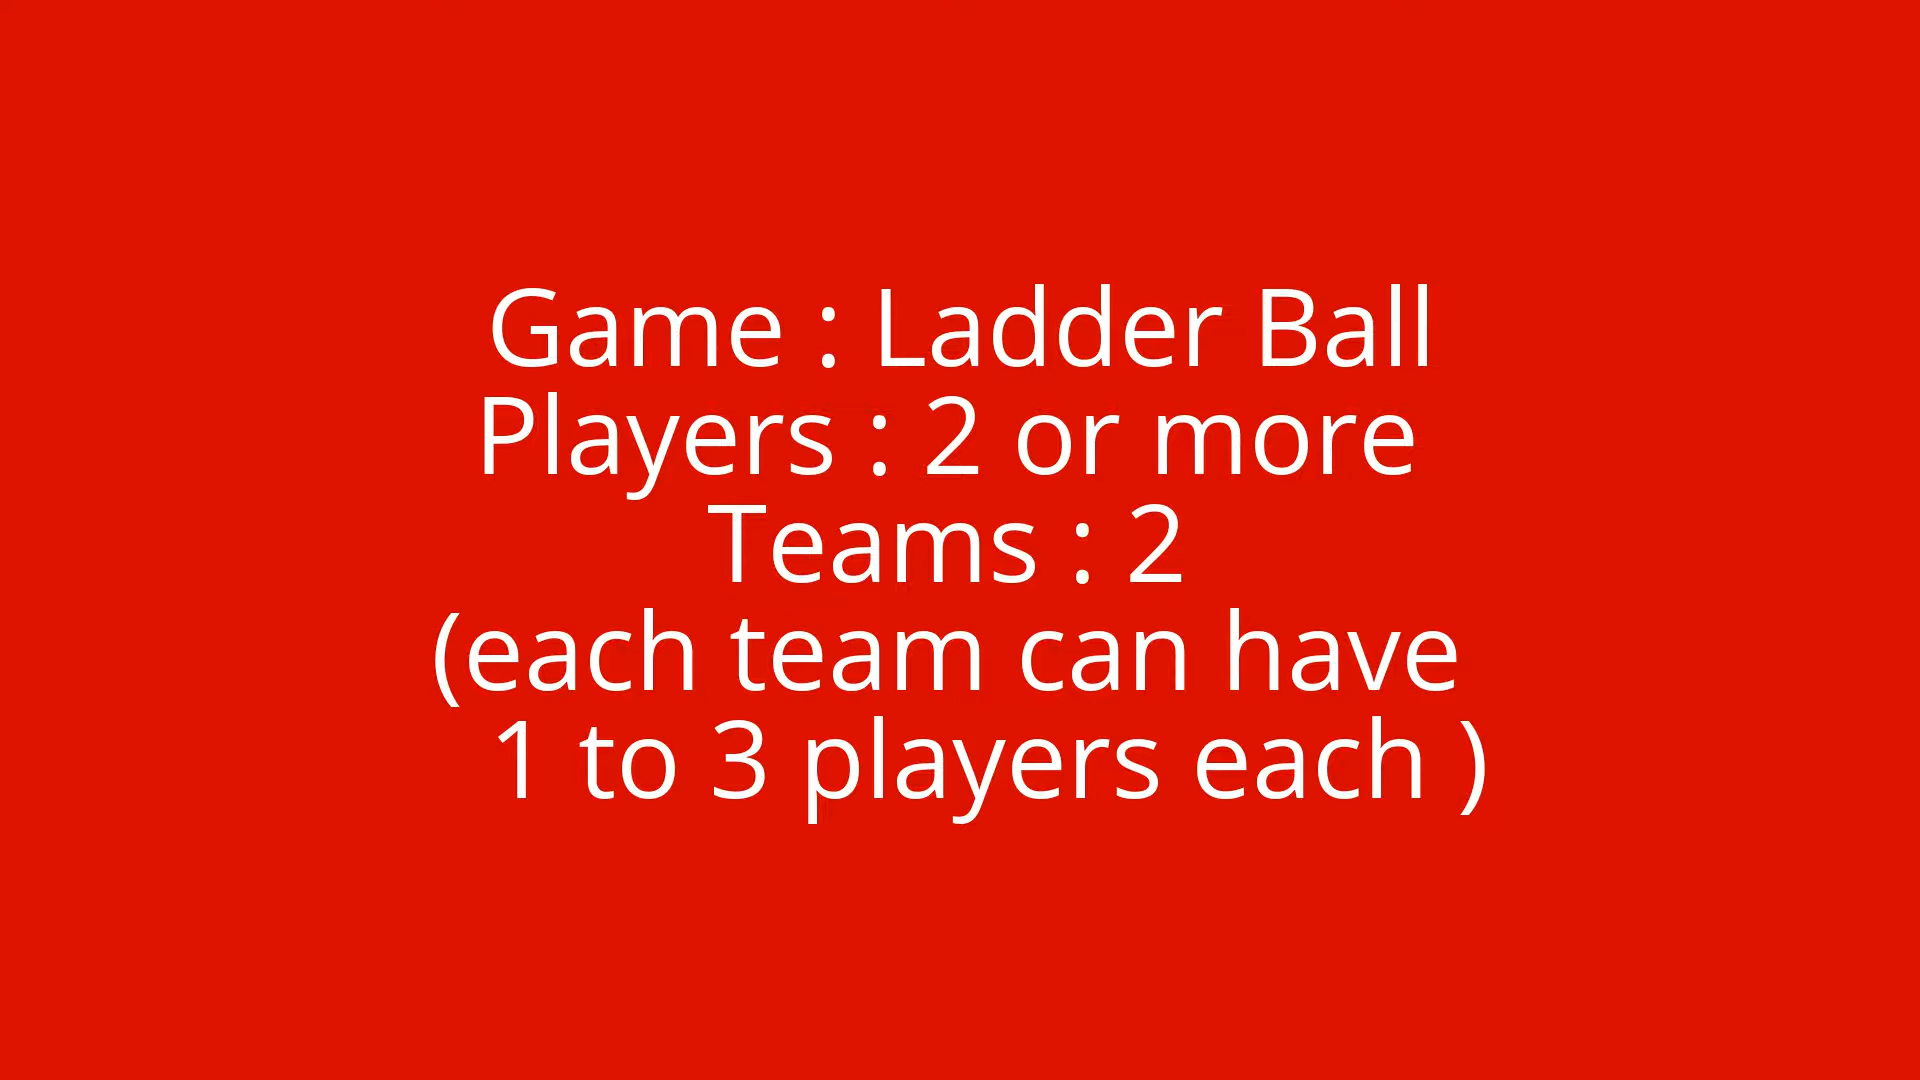 Game : Ladder Ball
Players : 2 or more
Teams : 2
(each team can have
1 to 3 players each )